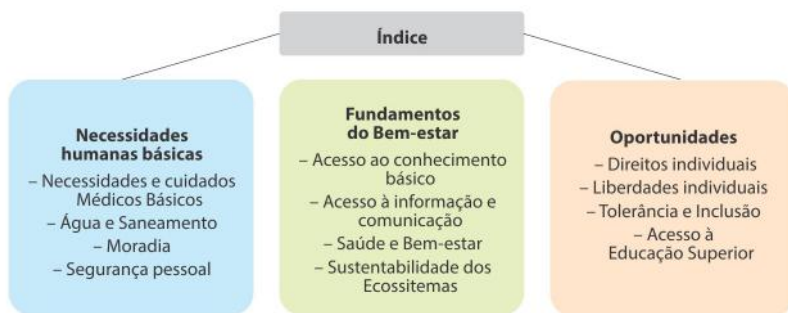 Índice
Necessidades
humanas básicas
– Necessidades e cuidados
Médicos Básicos
– Água e Saneamento
– Moradia
– Segurança pessoal
Fundamentos
do Bem-estar
– Acesso ao conhecimento
básico
– Acesso à informação e
comunicação
– Saúde e Bem-estar
– Sustentabilidade dos
Ecossitemas
Oportunidades
– Direitos individuais
– Liberdades individuais
– Tolerância e Inclusão
– Acesso à
Educação Superior